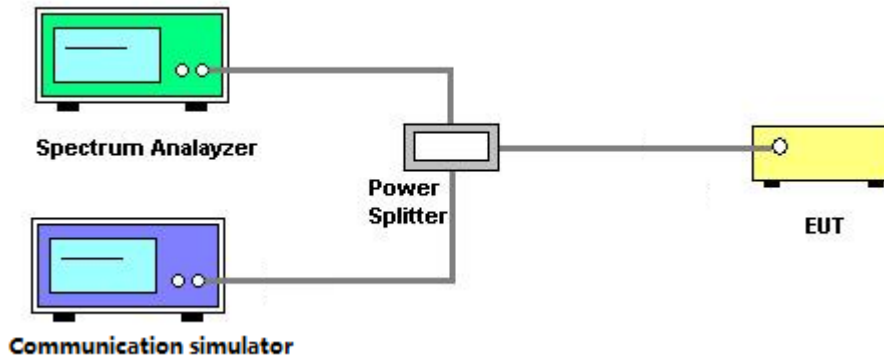 Spectrum Analayzer
Power
Splitter
EUT
Communication simulator